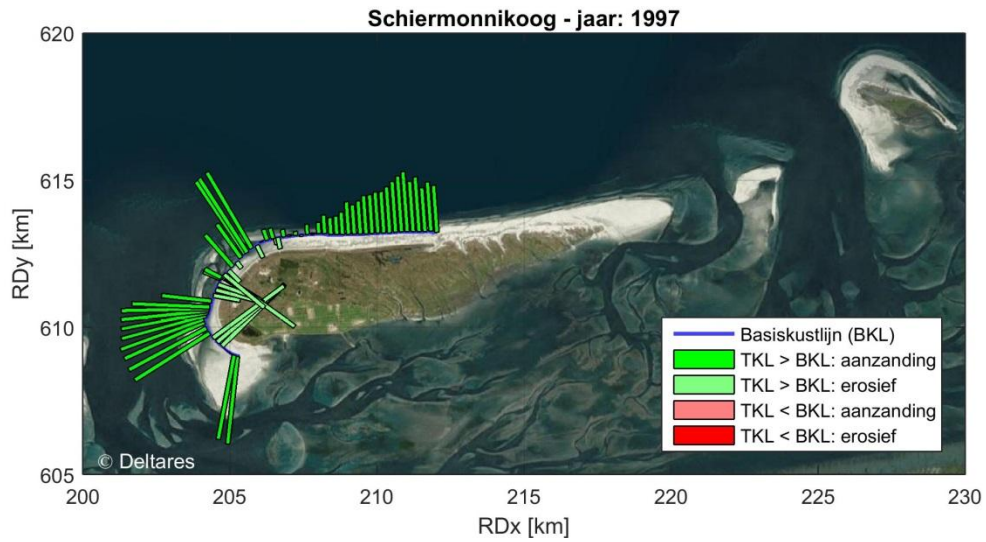 Schiermonnikoog - jaar: 1997
620
615
610
605
RDy [km]
200
205
210
215
220
225
230
RDx [km]
Basiskustlijn (BKL)
TKL > BKL: aanzanding
TKL > BKL: erosief
TKL < BKL: aanzanding
TKL < BKL: erosief
© Deltares